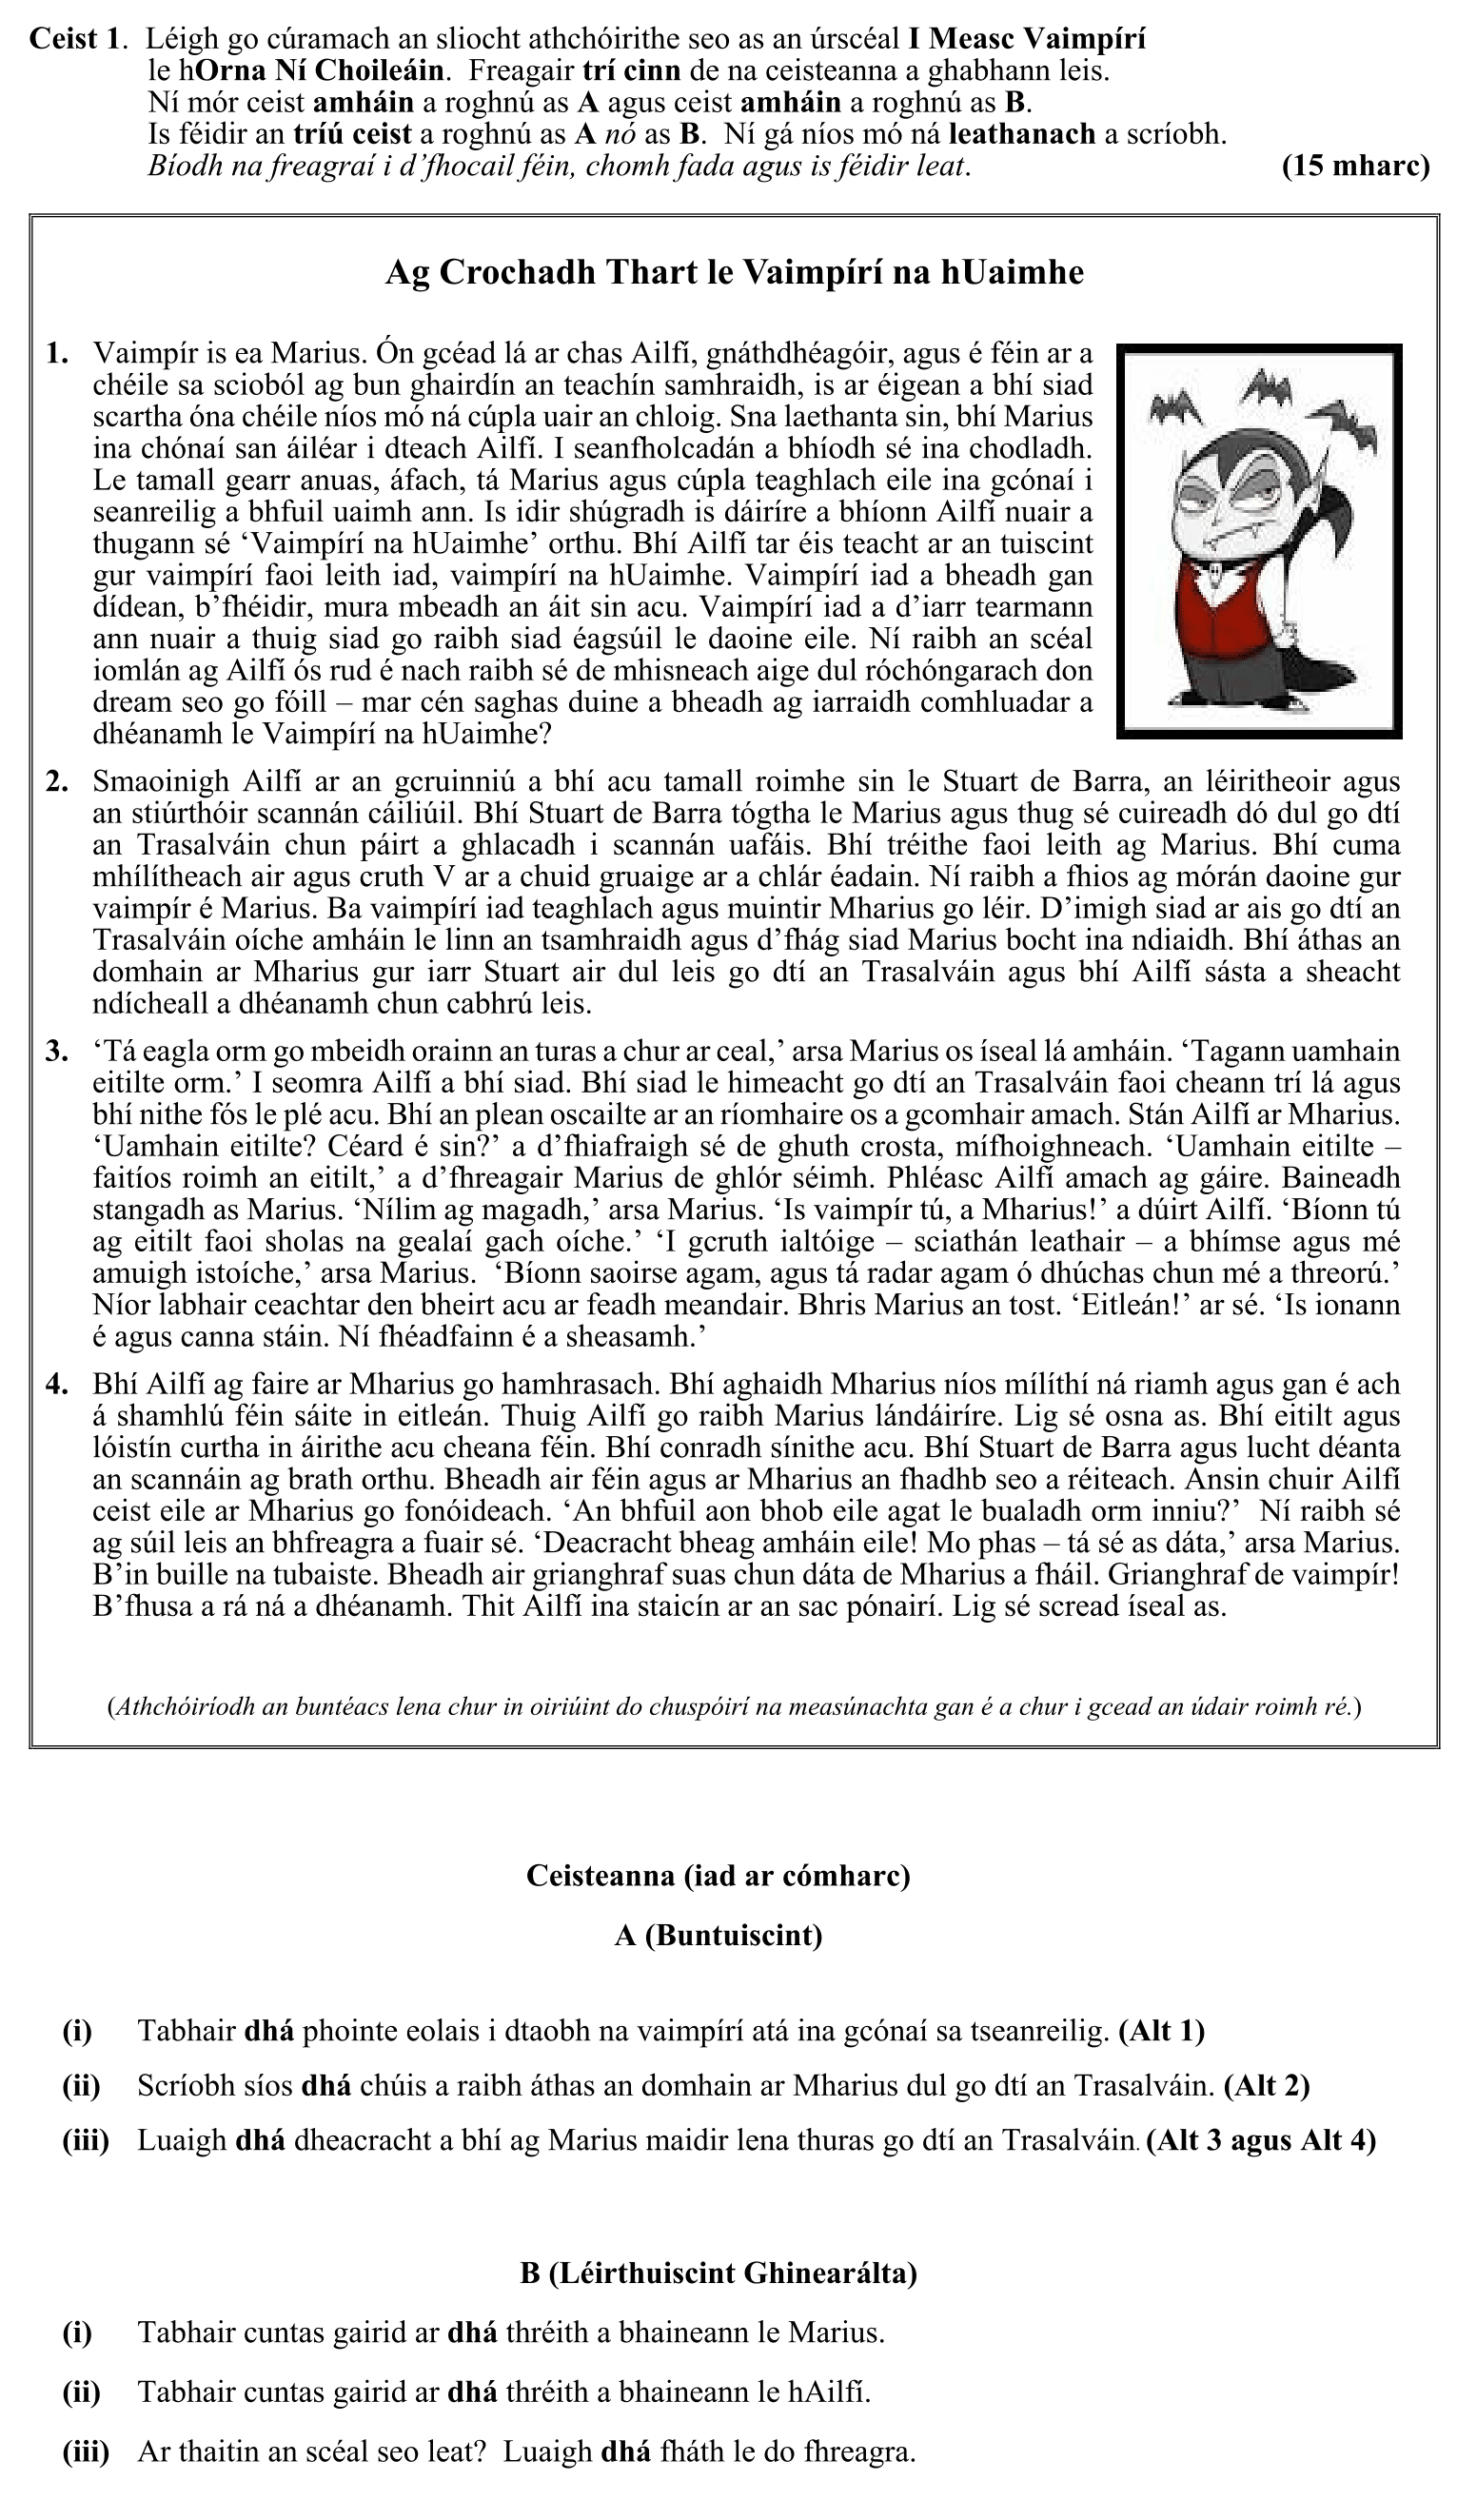 Ceist 1. Léigh go cúramach an sliocht athchóirithe seo as an úrscéal I Measc Vaimpírí
le hOrna Ní Choileáin. Freagair trí cinn de na ceisteanna a ghabhann leis.
Ní mór ceist amháin a roghnú as A agus ceist amháin a roghnú as B.
Is féidir an tríú ceist a roghnú as A nó as B. Ní gá níos mó ná leathanach a scríobh.
Bíodh na freagraí i d’fhocail féin, chomh fada agus is féidir leat. (15 mharc)
Ag Crochadh Thart le Vaimpírí na hUaimhe
1. Vaimpír is ea Marius. Ón gcéad lá ar chas Ailfí, gnáthdhéagóir, agus é féin ar a
chéile sa scioból ag bun ghairdín an teachín samhraidh, is ar éigean a bhí siad
scartha óna chéile níos mó ná cúpla uair an chloig. Sna laethanta sin, bhí Marius
ina chónaí san áiléar i dteach Ailfí. I seanfholcadán a bhíodh sé ina chodladh.
Le tamall gearr anuas, áfach, tá Marius agus cúpla teaghlach eile ina gcónaí i
seanreilig a bhfuil uaimh ann. Is idir shúgradh is dáiríre a bhíonn Ailfí nuair a
thugann sé ‘Vaimpírí na hUaimhe’ orthu. Bhí Ailfí tar éis teacht ar an tuiscint
gur vaimpírí faoi leith iad, vaimpírí na hUaimhe. Vaimpírí iad a bheadh gan
dídean, b’fhéidir, mura mbeadh an áit sin acu. Vaimpírí iad a d’iarr tearmann
ann nuair a thuig siad go raibh siad éagsúil le daoine eile. Ní raibh an scéal
iomlán ag Ailfí ós rud é nach raibh sé de mhisneach aige dul róchóngarach don
dream seo go fóill – mar cén saghas duine a bheadh ag iarraidh comhluadar a
dhéanamh le Vaimpírí na hUaimhe?
2. Smaoinigh Ailfí ar an gcruinniú a bhí acu tamall roimhe sin le Stuart de Barra, an léiritheoir agus
an stiúrthóir scannán cáiliúil. Bhí Stuart de Barra tógtha le Marius agus thug sé cuireadh dó dul go dtí
an Trasalváin chun páirt a ghlacadh i scannán uafáis. Bhí tréithe faoi leith ag Marius. Bhí cuma
mhílítheach air agus cruth V ar a chuid gruaige ar a chlár éadain. Ní raibh a fhios ag mórán daoine gur
vaimpír é Marius. Ba vaimpírí iad teaghlach agus muintir Mharius go léir. D’imigh siad ar ais go dtí an
Trasalváin oíche amháin le linn an tsamhraidh agus d’fhág siad Marius bocht ina ndiaidh. Bhí áthas an
domhain ar Mharius gur iarr Stuart air dul leis go dtí an Trasalváin agus bhí Ailfí sásta a sheacht
ndícheall a dhéanamh chun cabhrú leis.
3. ‘Tá eagla orm go mbeidh orainn an turas a chur ar ceal,’ arsa Marius os íseal lá amháin. ‘Tagann uamhain
eitilte orm.’ I seomra Ailfí a bhí siad. Bhí siad le himeacht go dtí an Trasalváin faoi cheann trí lá agus
bhí nithe fós le plé acu. Bhí an plean oscailte ar an ríomhaire os a gcomhair amach. Stán Ailfí ar Mharius.
‘Uamhain eitilte? Céard é sin?’ a d’fhiafraigh sé de ghuth crosta, mífhoighneach. ‘Uamhain eitilte –
faitíos roimh an eitilt,’ a d’fhreagair Marius de ghlór séimh. Phléasc Ailfí amach ag gáire. Baineadh
stangadh as Marius. ‘Nílim ag magadh,’ arsa Marius. ‘Is vaimpír tú, a Mharius!’ a dúirt Ailfí. ‘Bíonn tú
ag eitilt faoi sholas na gealaí gach oíche.’ ‘I gcruth ialtóige – sciathán leathair – a bhímse agus mé
amuigh istoíche,’ arsa Marius. ‘Bíonn saoirse agam, agus tá radar agam ó dhúchas chun mé a threorú.’
Níor labhair ceachtar den bheirt acu ar feadh meandair. Bhris Marius an tost. ‘Eitleán!’ ar sé. ‘Is ionann
é agus canna stáin. Ní fhéadfainn é a sheasamh.’
4. Bhí Ailfí ag faire ar Mharius go hamhrasach. Bhí aghaidh Mharius níos mílíthí ná riamh agus gan é ach
á shamhlú féin sáite in eitleán. Thuig Ailfí go raibh Marius lándáiríre. Lig sé osna as. Bhí eitilt agus
lóistín curtha in áirithe acu cheana féin. Bhí conradh sínithe acu. Bhí Stuart de Barra agus lucht déanta
an scannáin ag brath orthu. Bheadh air féin agus ar Mharius an fhadhb seo a réiteach. Ansin chuir Ailfí
ceist eile ar Mharius go fonóideach. ‘An bhfuil aon bhob eile agat le bualadh orm inniu?’ Ní raibh sé
ag súil leis an bhfreagra a fuair sé. ‘Deacracht bheag amháin eile! Mo phas – tá sé as dáta,’ arsa Marius.
B’in buille na tubaiste. Bheadh air grianghraf suas chun dáta de Mharius a fháil. Grianghraf de vaimpír!
B’fhusa a rá ná a dhéanamh. Thit Ailfí ina staicín ar an sac pónairí. Lig sé scread íseal as.
(Athchóiríodh an buntéacs lena chur in oiriúint do chuspóirí na measúnachta gan é a chur i gcead an údair roimh ré.)
Ceisteanna (iad ar cómharc)
A (Buntuiscint)
(i) Tabhair dhá phointe eolais i dtaobh na vaimpírí atá ina gcónaí sa tseanreilig. (Alt 1)
(ii) Scríobh síos dhá chúis a raibh áthas an domhain ar Mharius dul go dtí an Trasalváin. (Alt 2)
(iii) Luaigh dhá dheacracht a bhí ag Marius maidir lena thuras go dtí an Trasalváin. (Alt 3 agus Alt 4)
B (Léirthuiscint Ghinearálta)
(i) Tabhair cuntas gairid ar dhá thréith a bhaineann le Marius.
(ii) Tabhair cuntas gairid ar dhá thréith a bhaineann le hAilfí.
(iii) Ar thaitin an scéal seo leat? Luaigh dhá fháth le do fhreagra.